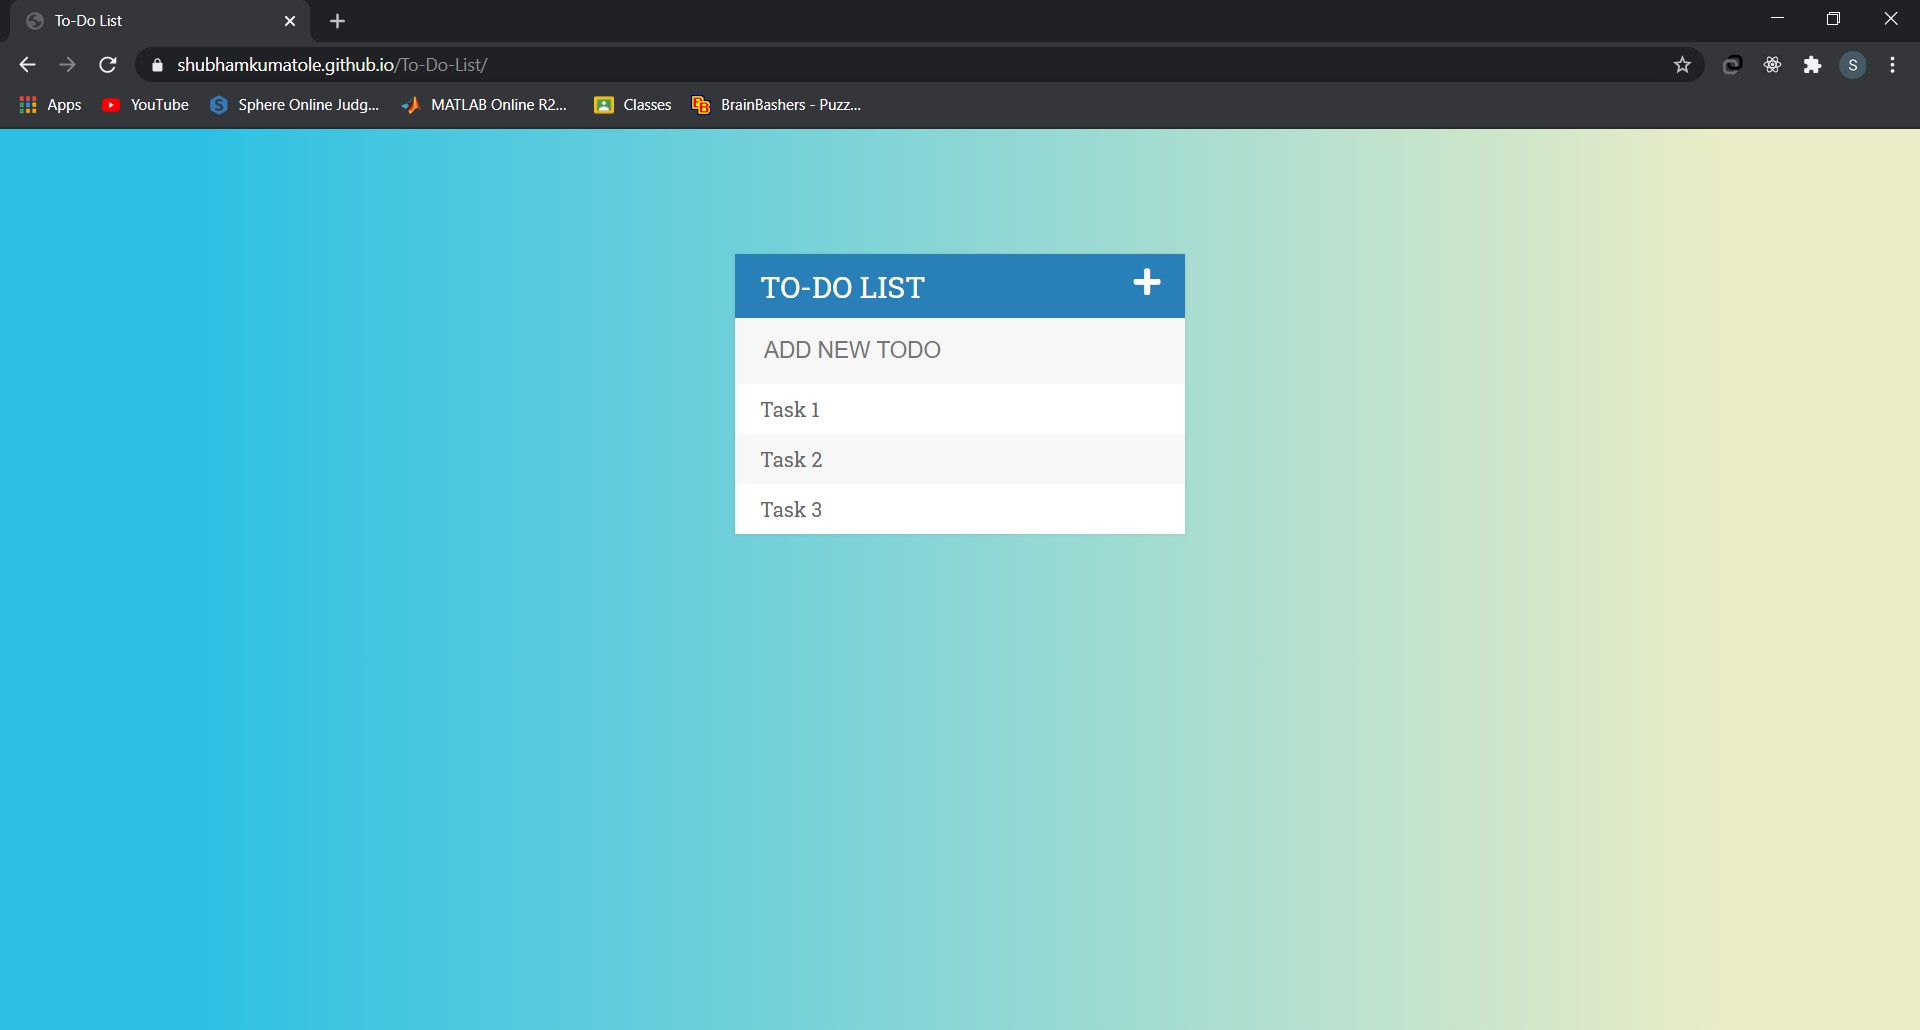 To-Do List
shubhamkumatole.github.io/To-Do-List/
S
Apps YouTube S Sphere Online Judg... MATLAB Online R2... Classes BB BrainBashers - Puzz...
TO-DO LIST
ADD NEW TODO
Task 1
Task 2
Task 3